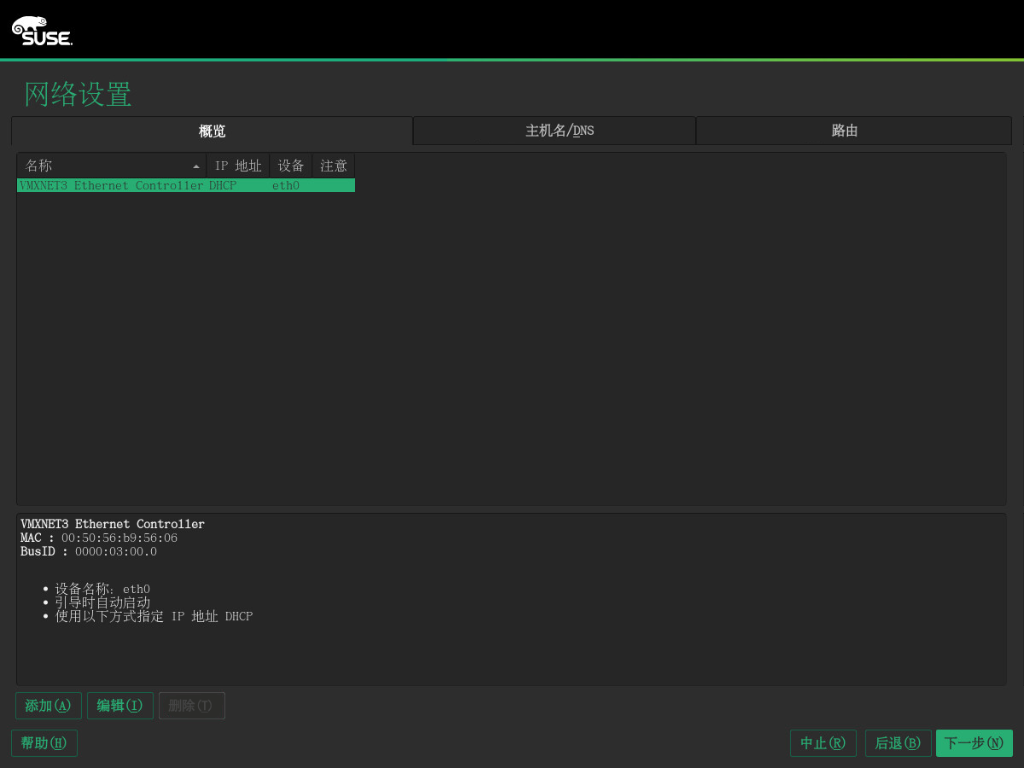 SUSE.
网络设置
概览 主机名/DNS 路由
名称 IP 地址 设备 注意
VMXNET3 Ethernet Controller DHCP eth0
VMXNET3 Ethernet Controller
MAC : 00:50:56:b9:56:06
BusID : 0000:03:00.0
• 设备名称: eth0
• 引导时自动启动
• 使用以下方式指定 IP 地址 DHCP
添加(A) 编辑(I) 删除(T)
帮助(H) 中止(R) 后退(B) 下一步(N)